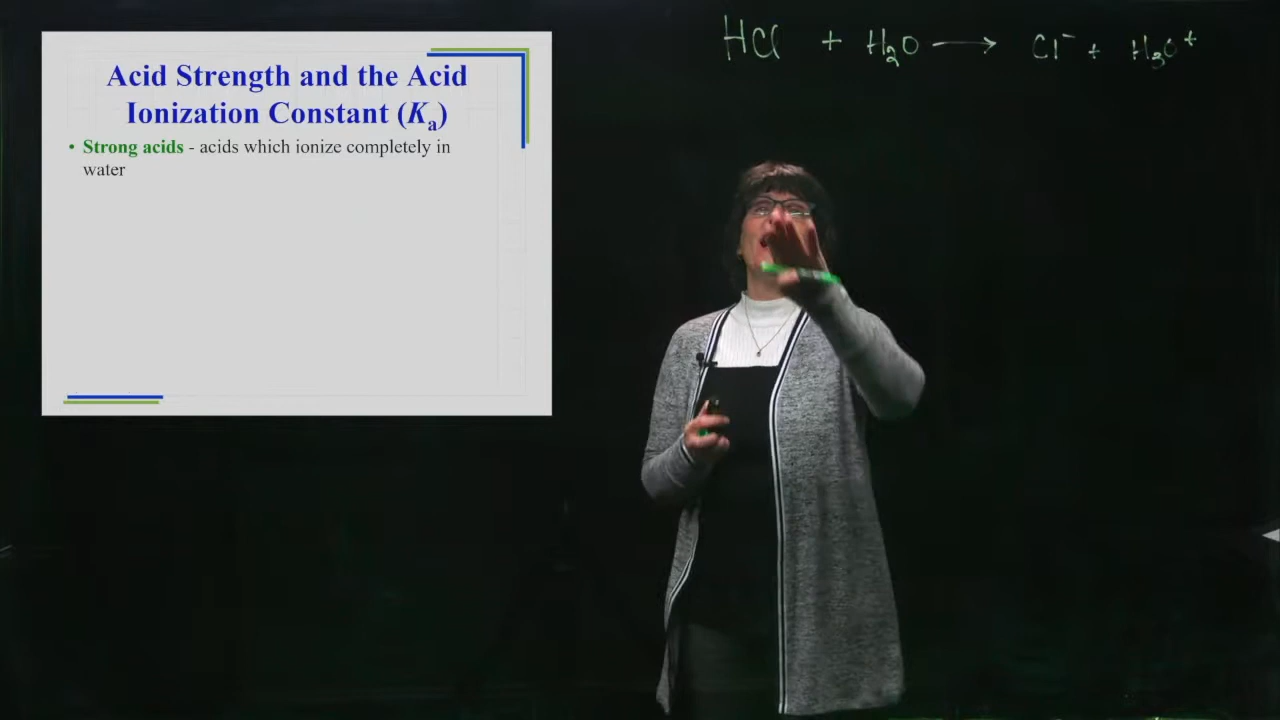 Acid Strength and the Acid
Ionization Constant (Kₐ)
• Strong acids - acids which ionize completely in
water
HCl + H₂O ⟶ Cl⁻ + H₃O⁺